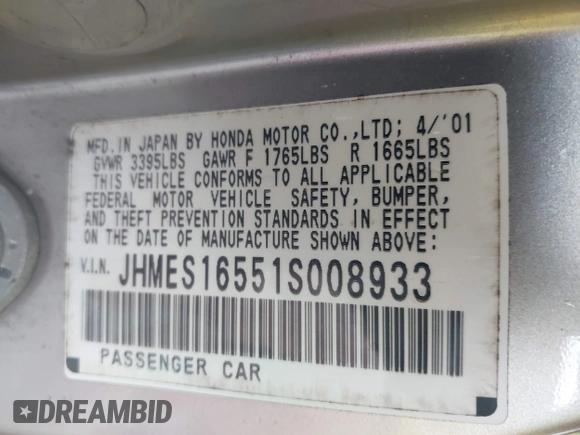 MFD.IN JAPAN BY HONDA MOTOR CO.,LTD; 4/'01
GVWR 3395LBS GAWR F 1765LBS R 1665LBS
THIS VEHICLE CONFORMS TO ALL APPLICABLE
FEDERAL MOTOR VEHICLE SAFETY, BUMPER,
AND THEFT PREVENTION STANDARDS IN EFFECT
ON THE DATE OF MANUFACTURE SHOWN ABOVE:
V.I.N. JHMES16551S008933
PASSENGER CAR
DREAMBID